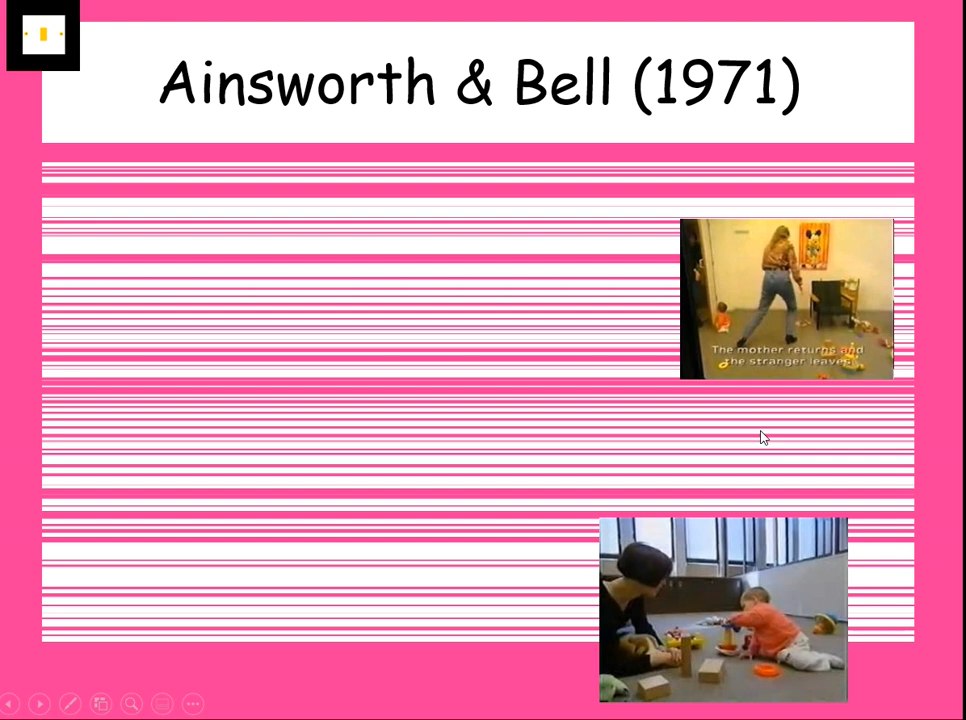 Ainsworth & Bell (1971)
The mother returns and
the stranger leaves